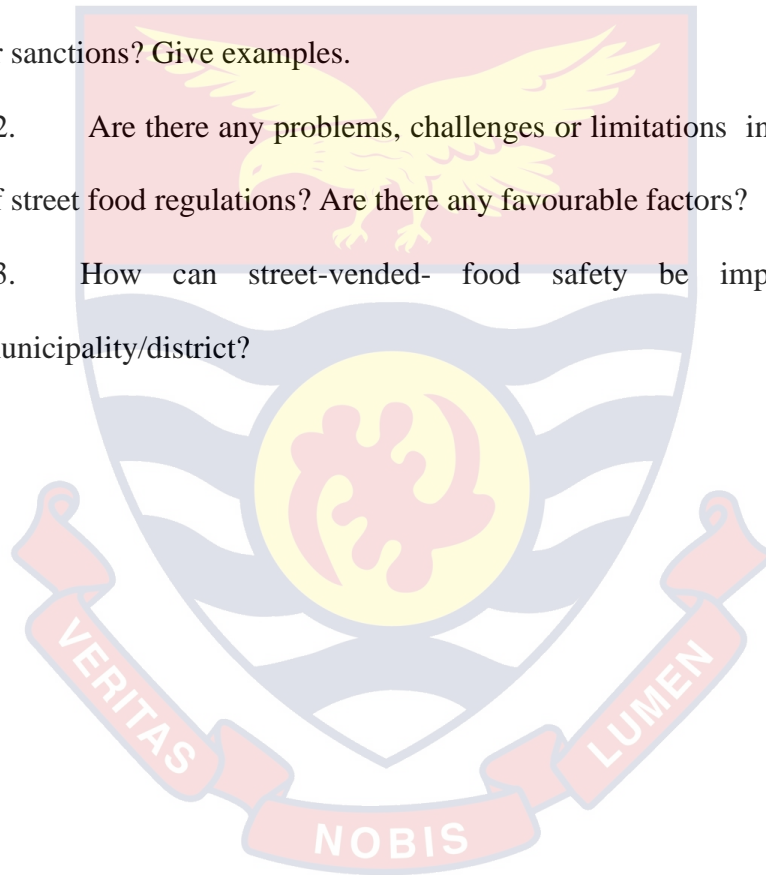 r sanctions? Give examples.
2. Are there any problems, challenges or limitations in
f street food regulations? Are there any favourable factors?
3. How can street-vended- food safety be imp
unicipality/district?
VERITAS
NOBIS
LUMEN